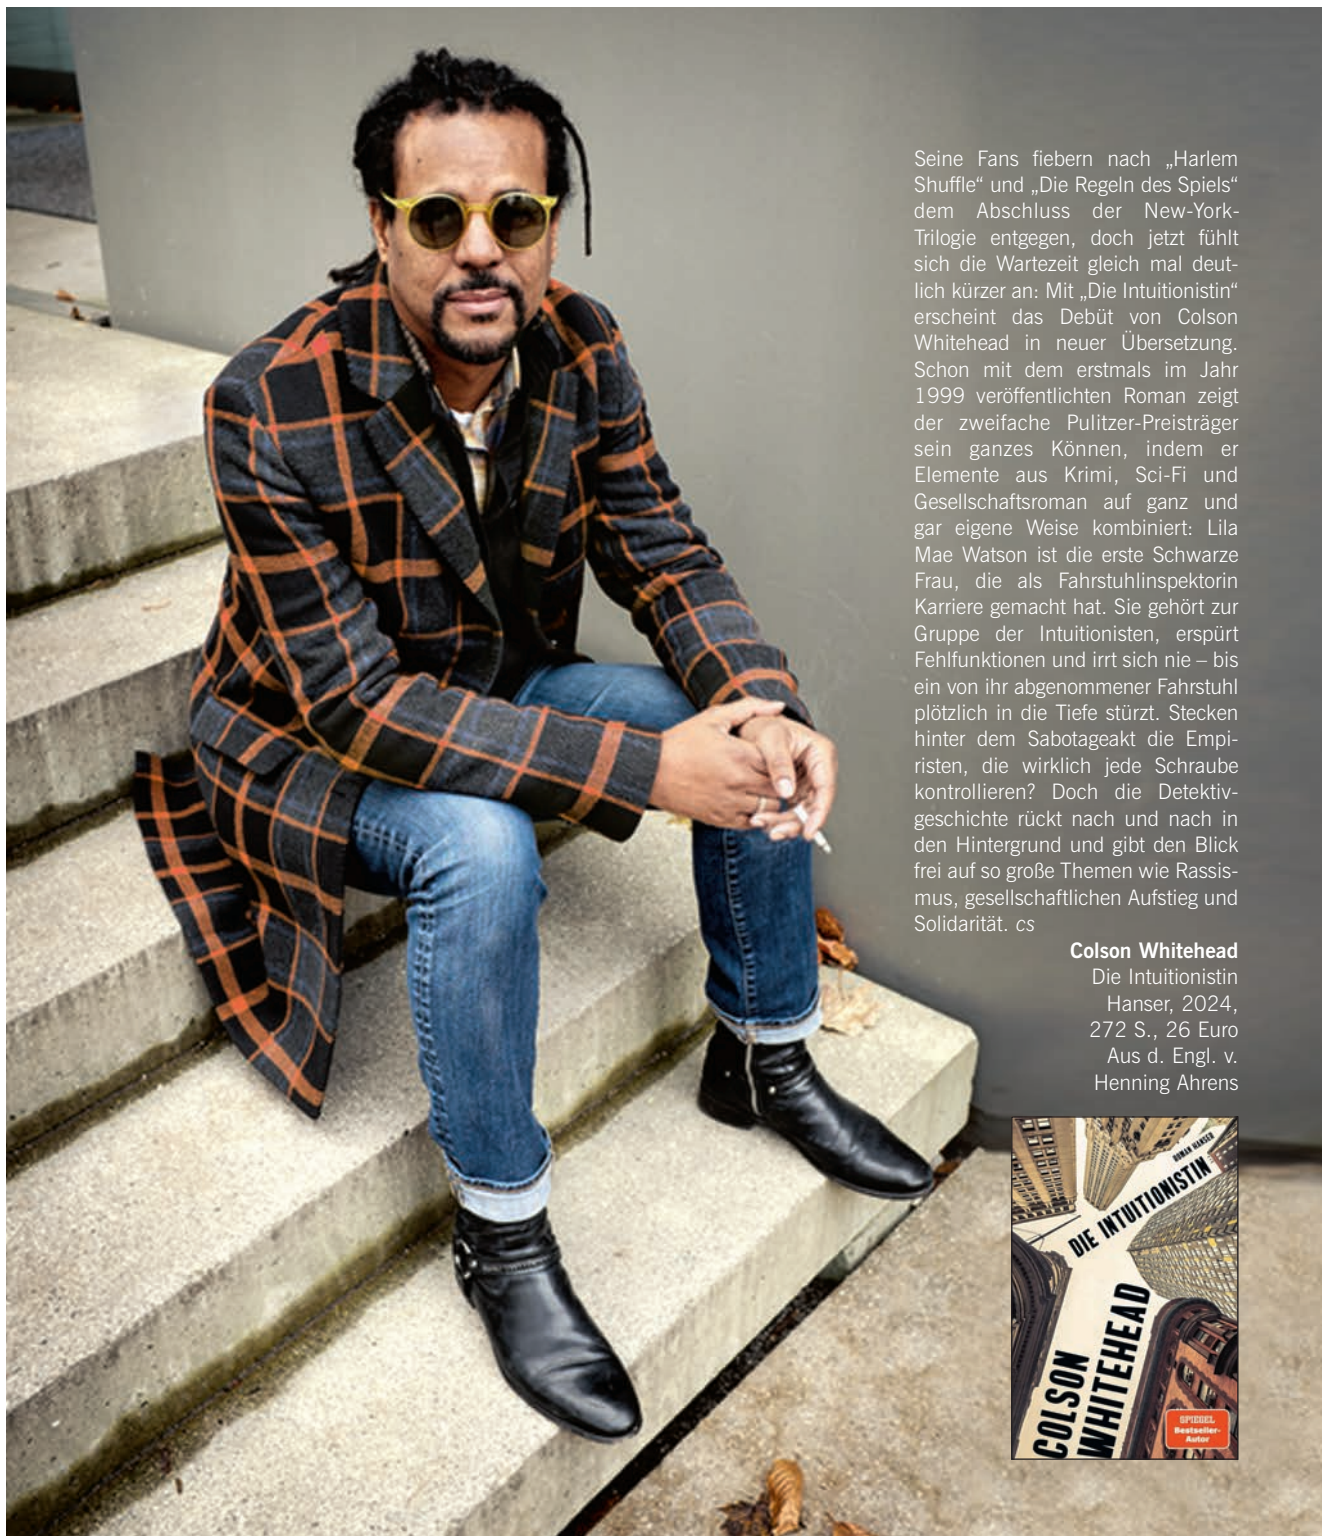 Seine Fans fiebern nach „Harlem
Shuffle“ und „Die Regeln des Spiels“
dem Abschluss der New-York-
Trilogie entgegen, doch jetzt fühlt
sich die Wartezeit gleich mal deut-
lich kürzer an: Mit „Die Intuitionistin“
erscheint das Debüt von Colson
Whitehead in neuer Übersetzung.
Schon mit dem erstmals im Jahr
1999 veröffentlichten Roman zeigt
der zweifache Pulitzer-Preisträger
sein ganzes Können, indem er
Elemente aus Krimi, Sci-Fi und
Gesellschaftsroman auf ganz und
gar eigene Weise kombiniert: Lila
Mae Watson ist die erste Schwarze
Frau, die als Fahrstuhlinspektorin
Karriere gemacht hat. Sie gehört zur
Gruppe der Intuitionisten, erspürt
Fehlfunktionen und irrt sich nie – bis
ein von ihr abgenommener Fahrstuhl
plötzlich in die Tiefe stürzt. Stecken
hinter dem Sabotageakt die Empi-
risten, die wirklich jede Schraube
kontrollieren? Doch die Detektiv-
geschichte rückt nach und nach in
den Hintergrund und gibt den Blick
frei auf so große Themen wie Rassis-
mus, gesellschaftlichen Aufstieg und
Solidarität. cs
Colson Whitehead
Die Intuitionistin
Hanser, 2024,
272 S., 26 Euro
Aus d. Engl. v.
Henning Ahrens
ROMAN HANSER
DIE INTUITIONISTIN
COLSON
WHITEHEAD
SPIEGEL
Bestseller-
Autor